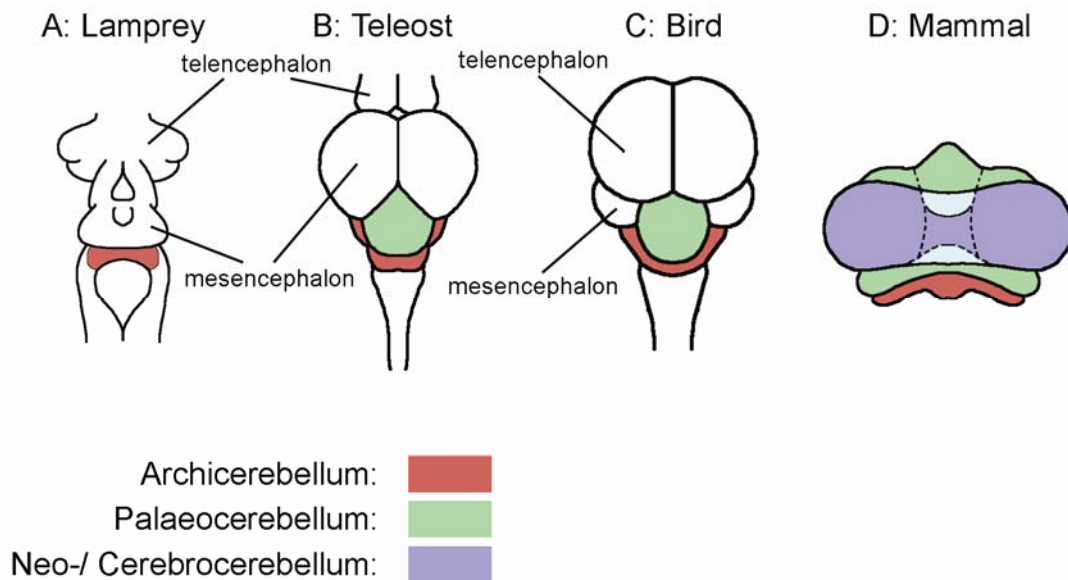 A: Lamprey
B: Teleost
C: Bird
D: Mammal
telencephalon
telencephalon
mesencephalon
mesencephalon
Archicerebellum:
Palaeocerebellum:
Neo-/ Cerebrocerebellum: